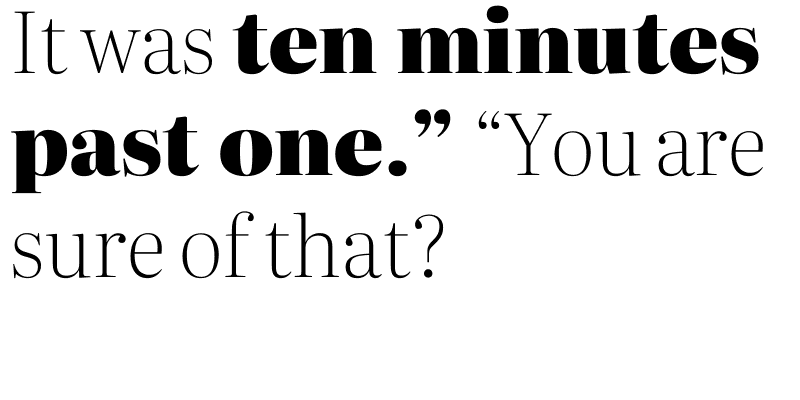 It was ten minutes
past one.” “You are
sure of that?